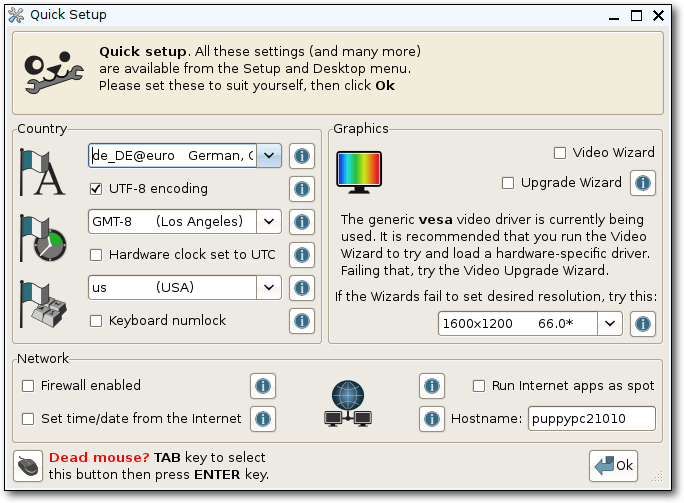 Quick Setup
Quick setup. All these settings (and many more)
are available from the Setup and Desktop menu.
Please set these to suit yourself, then click Ok
Country
de_DE@euro German,
UTF-8 encoding
GMT-8 (Los Angeles)
Hardware clock set to UTC
us (USA)
Keyboard numlock
Graphics
Video Wizard
Upgrade Wizard
The generic vesa video driver is currently being
used. It is recommended that you run the Video
Wizard to try and load a hardware-specific driver.
Failing that, try the Video Upgrade Wizard.
If the Wizards fail to set desired resolution, try this:
1600x1200 66.0*
Network
Firewall enabled
Set time/date from the Internet
Run Internet apps as spot
Hostname: puppypc21010
Dead mouse? TAB key to select
this button then press ENTER key.
Ok